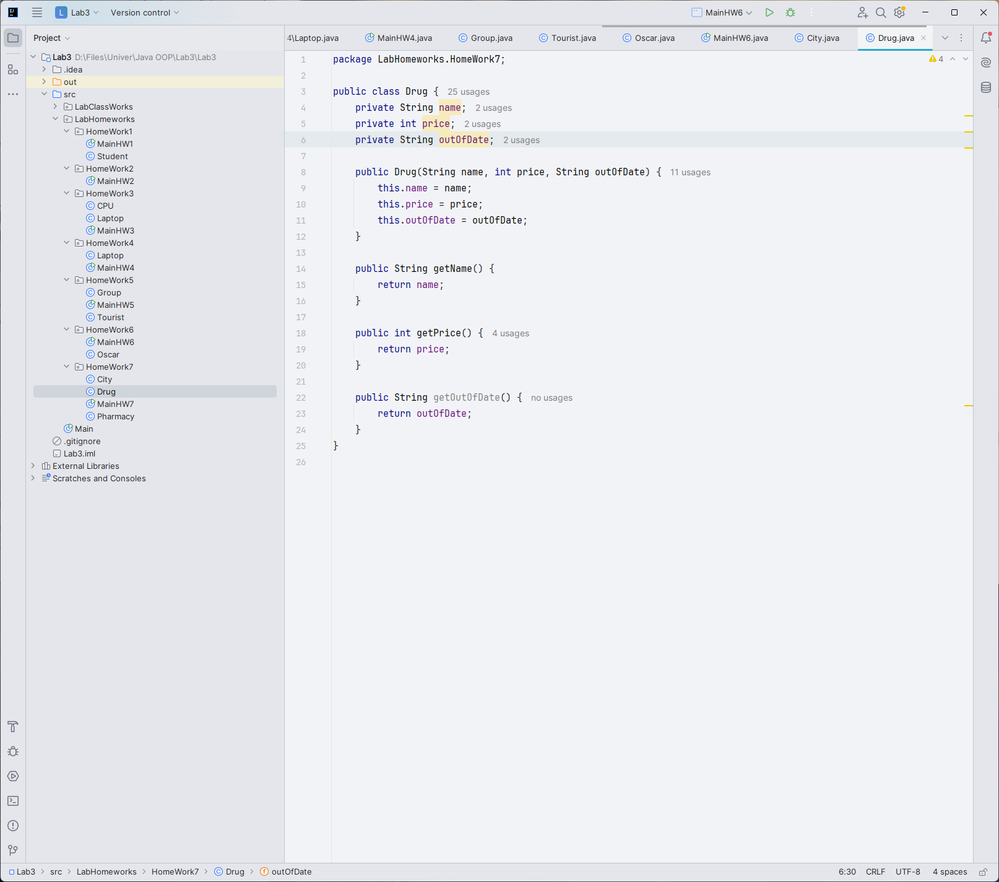 L Lab3 Version control MainHW6
Project
4\Laptop.java MainHW4.java Group.java Tourist.java Oscar.java MainHW6.java City.java Drug.java
Lab3 D:\Files\Univer\Java OOP\Lab3\Lab3
.idea
out
src
LabClassWorks
LabHomeworks
HomeWork1
MainHW1
Student
HomeWork2
MainHW2
HomeWork3
CPU
Laptop
MainHW3
HomeWork4
Laptop
MainHW4
HomeWork5
Group
MainHW5
Tourist
HomeWork6
MainHW6
Oscar
HomeWork7
City
Drug
MainHW7
Pharmacy
Main
.gitignore
Lab3.iml
External Libraries
Scratches and Consoles
4
1 package LabHomeworks.HomeWork7;
2
3 public class Drug { 25 usages
4 private String name; 2 usages
5 private int price; 2 usages
6 private String outOfDate; 2 usages
7
8 public Drug(String name, int price, String outOfDate) { 11 usages
9 this.name = name;
10 this.price = price;
11 this.outOfDate = outOfDate;
12 }
13
14 public String getName() {
15 return name;
16 }
17
18 public int getPrice() { 4 usages
19 return price;
20 }
21
22 public String getOutOfDate() { no usages
23 return outOfDate;
24 }
25 }
26
Lab3 > src > LabHomeworks > HomeWork7 > Drug > outOfDate 6:30 CRLF UTF-8 4 spaces